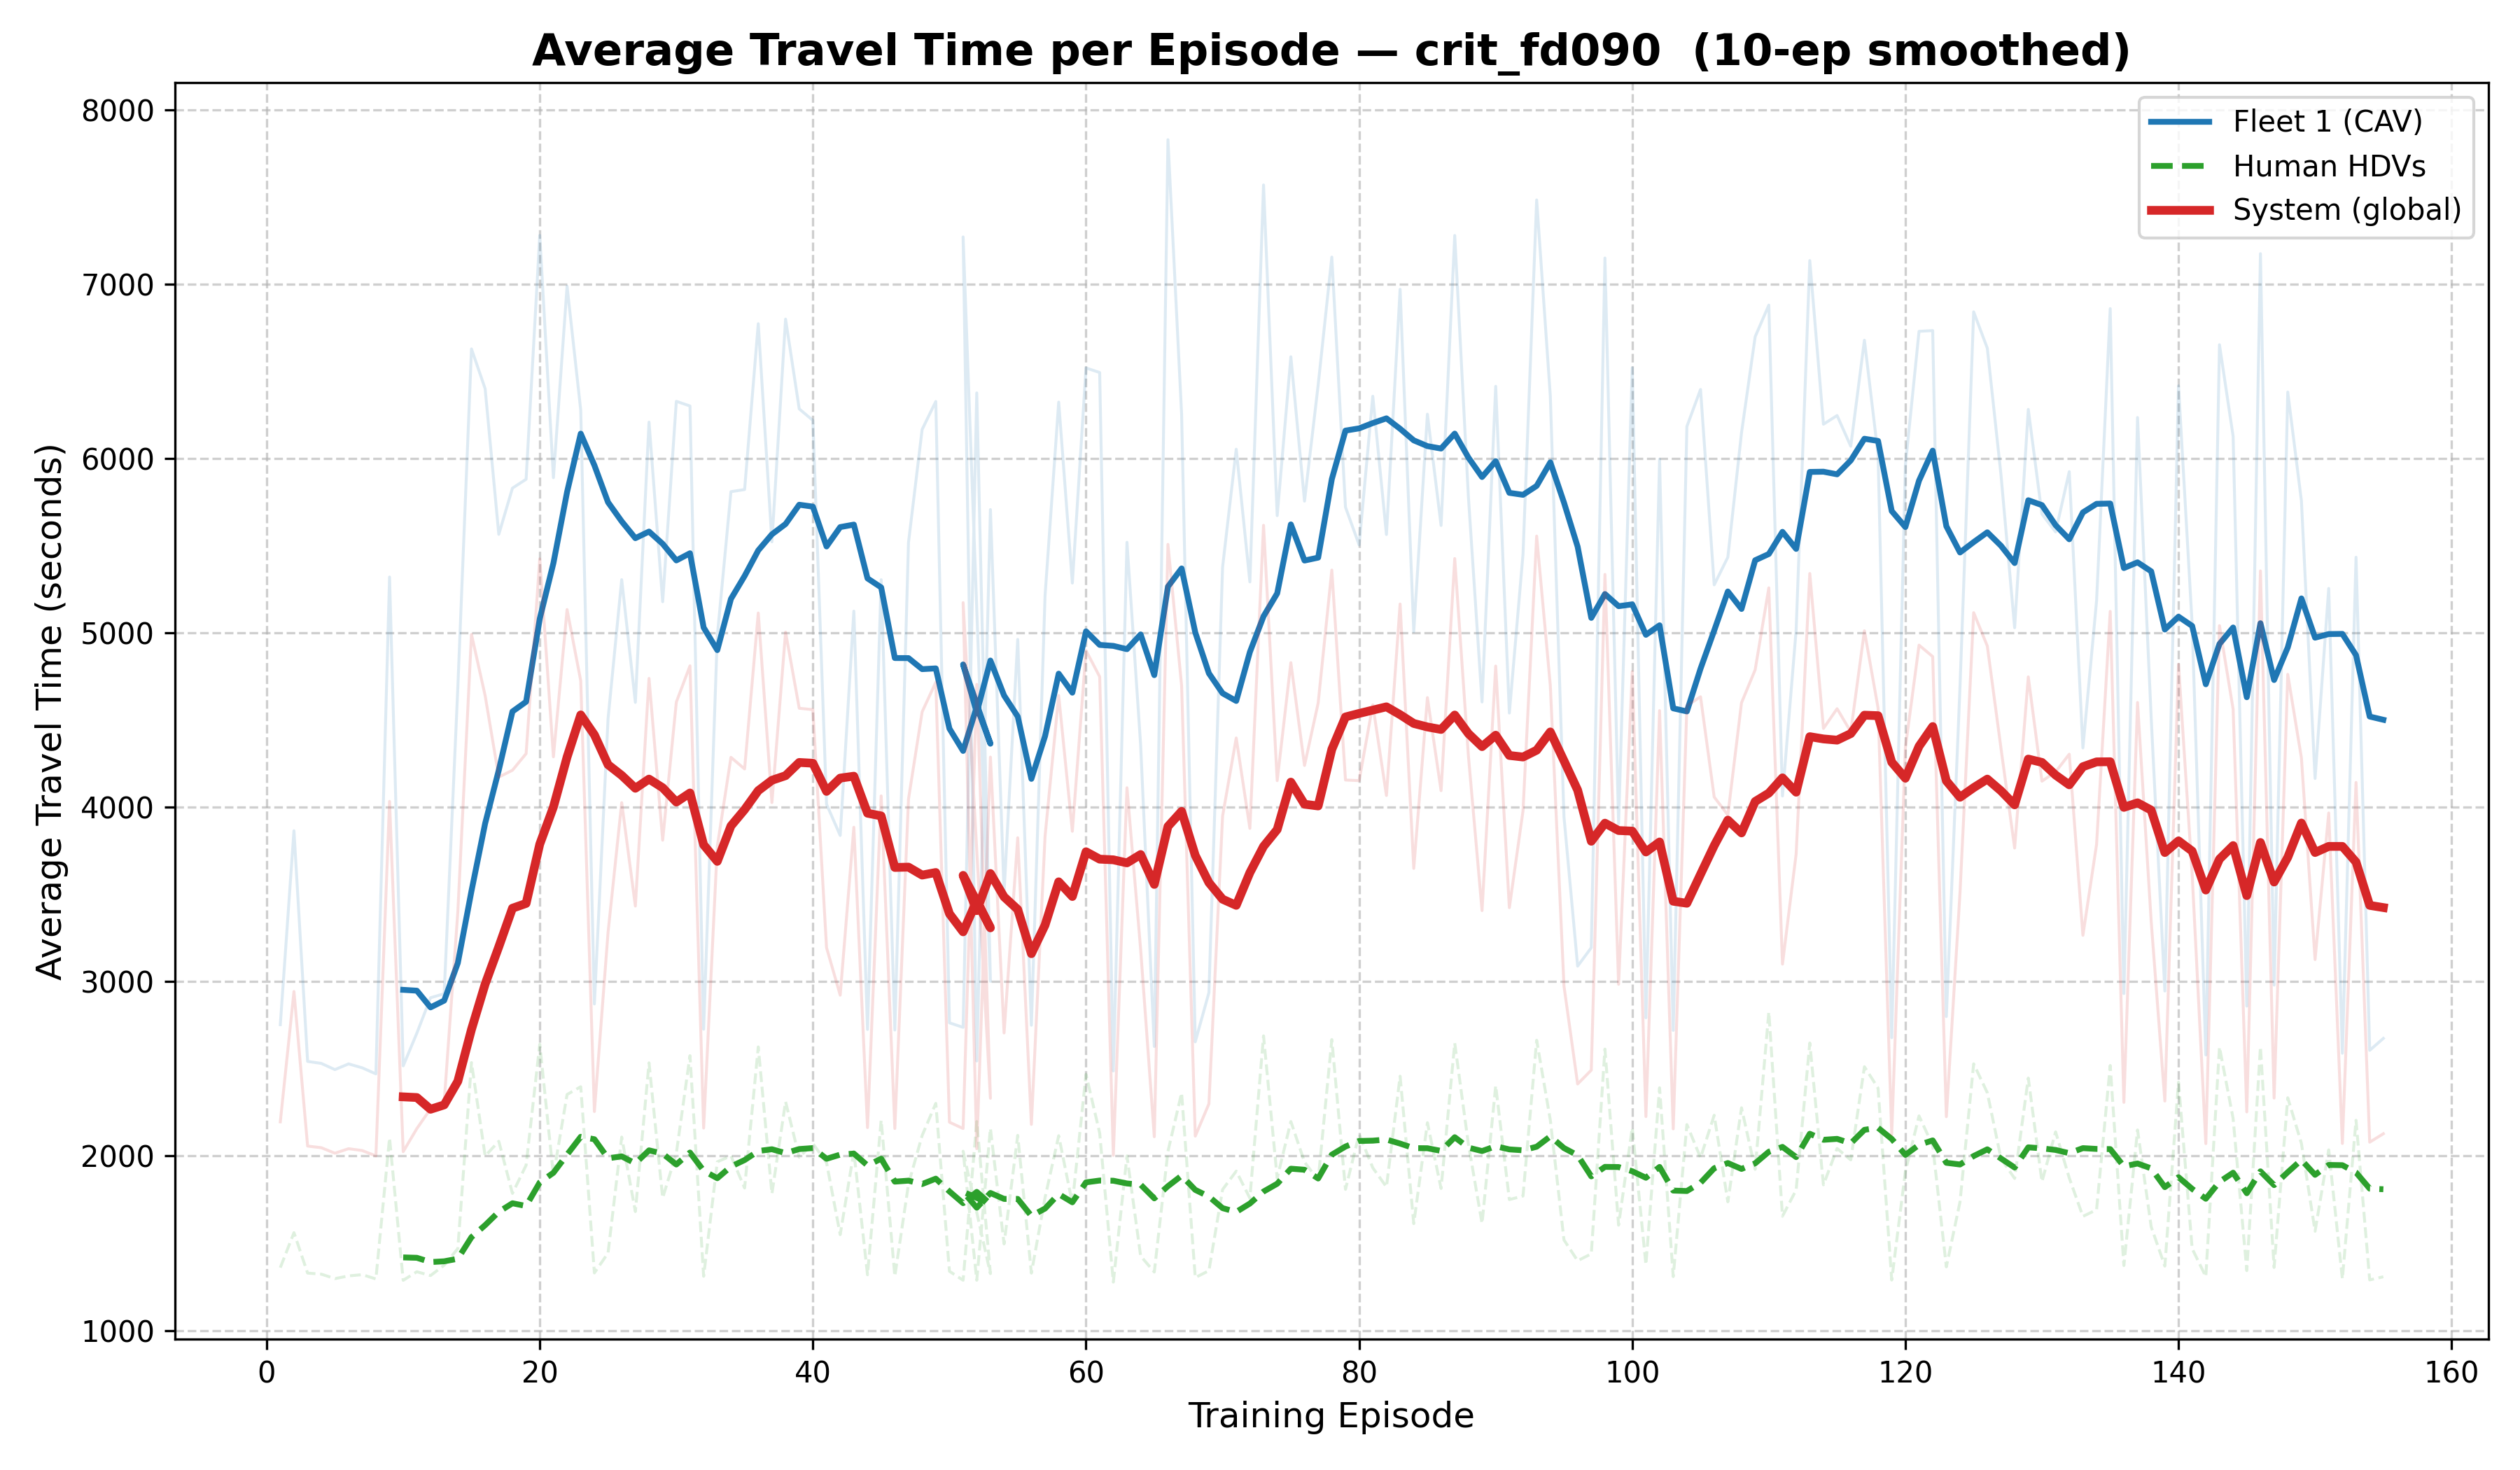 Average Travel Time per Episode — crit_fd090 (10-ep smoothed)
Fleet 1 (CAV)
Human HDVs
System (global)
Average Travel Time (seconds)
8000
7000
6000
5000
4000
3000
2000
1000
0 20 40 60 80 100 120 140 160
Training Episode